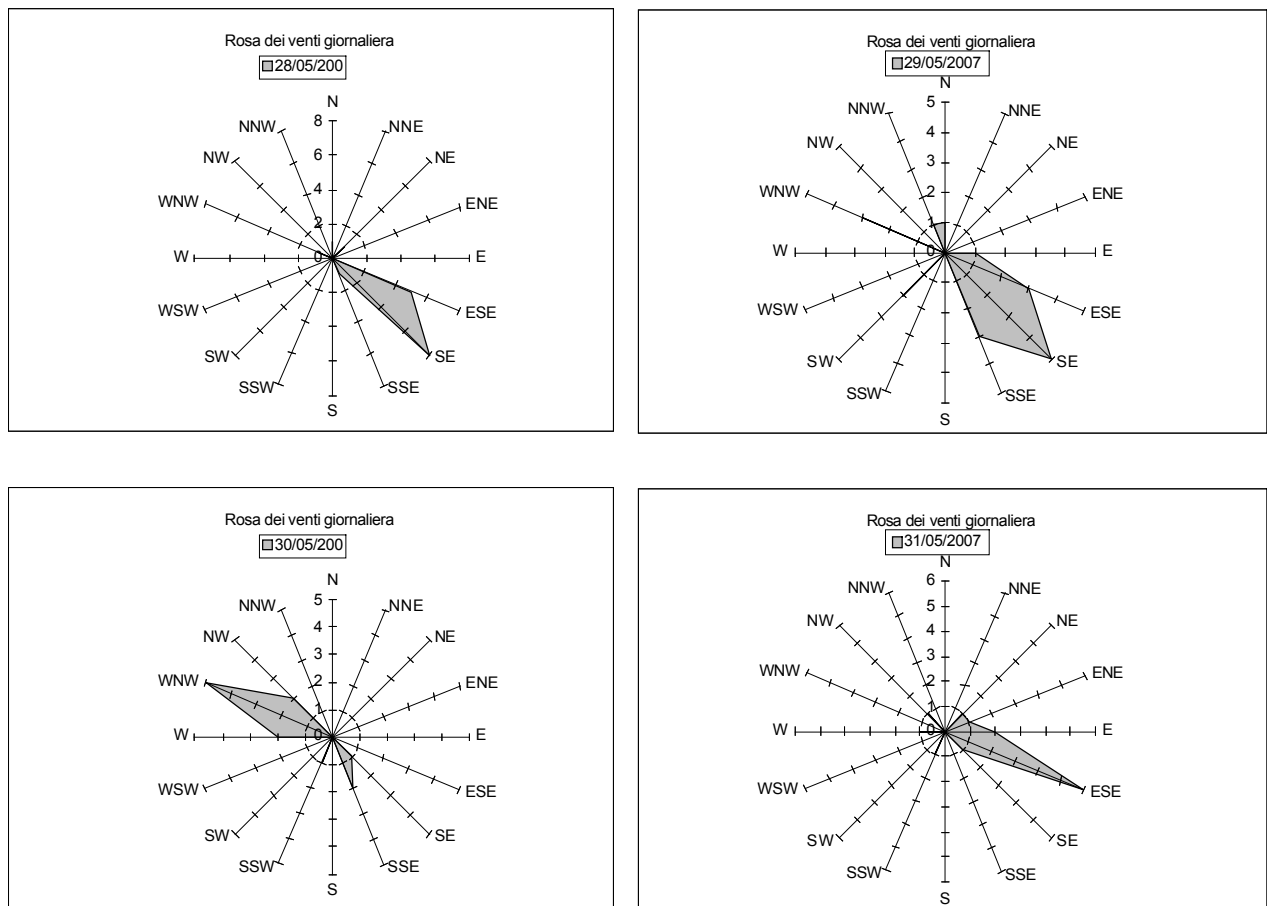 Rosa dei venti giornaliera
28/05/200
N
8
NNW NNE
6
NW NE
4
WNW ENE
2
0
W E
WSW ESE
SW SE
SSW SSE
S
Rosa dei venti giornaliera
29/05/2007
N
5
NNW NNE
4
NW NE
3
WNW ENE
2
1
0
W E
WSW ESE
SW SE
SSW SSE
S
Rosa dei venti giornaliera
30/05/200
N
5
NNW NNE
4
NW NE
3
WNW ENE
2
1
0
W E
WSW ESE
SW SE
SSW SSE
S
Rosa dei venti giornaliera
31/05/2007
N
6
NNW NNE
5
4
NW NE
3
WNW ENE
2
1
0
W E
WSW ESE
SW SE
SSW SSE
S